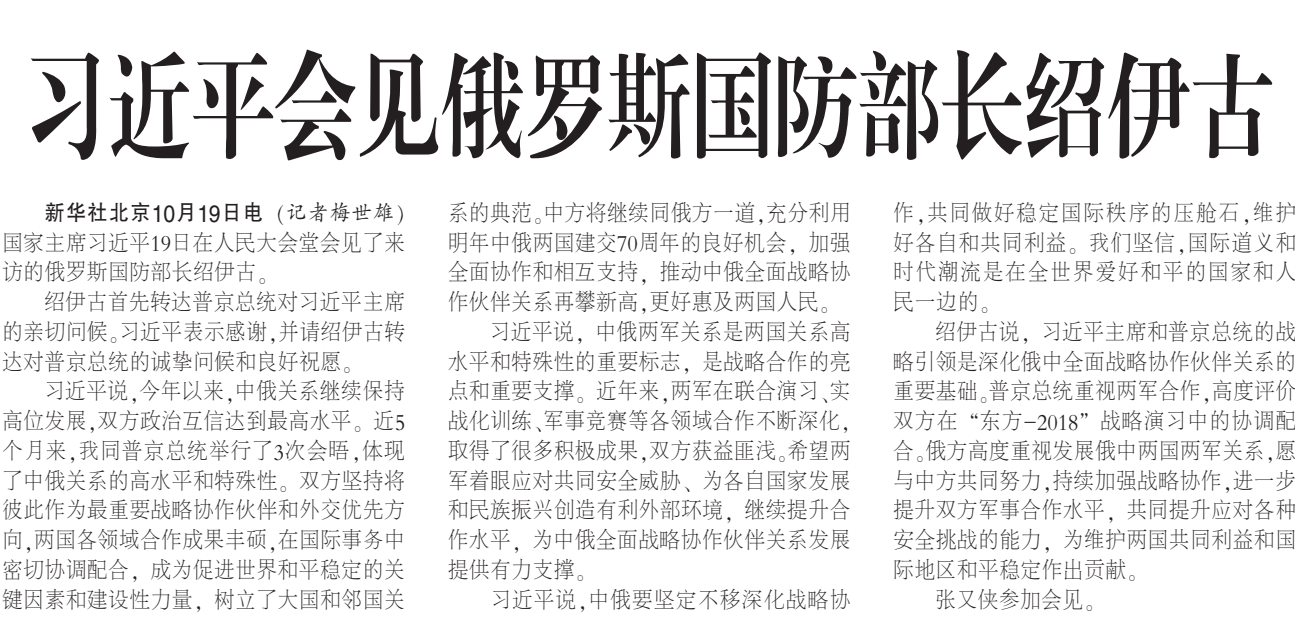 习近平会见俄罗斯国防部长绍伊古
新华社北京10月19日电（记者梅世雄）
国家主席习近平19日在人民大会堂会见了来
访的俄罗斯国防部长绍伊古。
绍伊古首先转达普京总统对习近平主席
的亲切问候。习近平表示感谢,并请绍伊古转
达对普京总统的诚挚问候和良好祝愿。
习近平说,今年以来,中俄关系继续保持
高位发展,双方政治互信达到最高水平。近5
个月来,我同普京总统举行了3次会晤,体现
了中俄关系的高水平和特殊性。双方坚持将
彼此作为最重要战略协作伙伴和外交优先方
向,两国各领域合作成果丰硕,在国际事务中
密切协调配合，成为促进世界和平稳定的关
键因素和建设性力量，树立了大国和邻国关
系的典范。中方将继续同俄方一道,充分利用
明年中俄两国建交70周年的良好机会，加强
全面协作和相互支持，推动中俄全面战略协
作伙伴关系再攀新高,更好惠及两国人民。
习近平说，中俄两军关系是两国关系高
水平和特殊性的重要标志，是战略合作的亮
点和重要支撑。近年来,两军在联合演习、实
战化训练、军事竞赛等各领域合作不断深化,
取得了很多积极成果,双方获益匪浅。希望两
军着眼应对共同安全威胁、为各自国家发展
和民族振兴创造有利外部环境，继续提升合
作水平，为中俄全面战略协作伙伴关系发展
提供有力支撑。
习近平说,中俄要坚定不移深化战略协
作,共同做好稳定国际秩序的压舱石,维护
好各自和共同利益。我们坚信,国际道义和
时代潮流是在全世界爱好和平的国家和人
民一边的。
绍伊古说，习近平主席和普京总统的战
略引领是深化俄中全面战略协作伙伴关系的
重要基础。普京总统重视两军合作,高度评价
双方在“东方－2018”战略演习中的协调配
合。俄方高度重视发展俄中两国两军关系,愿
与中方共同努力,持续加强战略协作,进一步
提升双方军事合作水平，共同提升应对各种
安全挑战的能力，为维护两国共同利益和国
际地区和平稳定作出贡献。
张又侠参加会见。